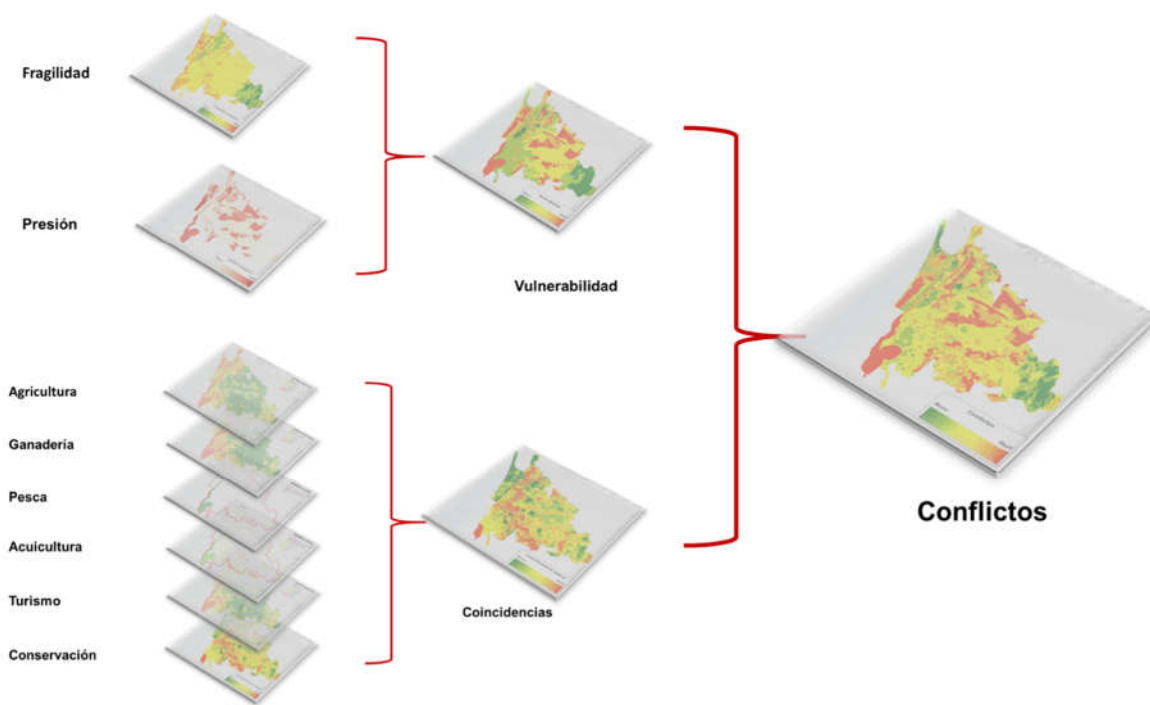 Fragilidad
Presión
Vulnerabilidad
Agricultura
Ganadería
Pesca
Acuicultura
Turismo
Conservación
Coincidencias
Conflictos